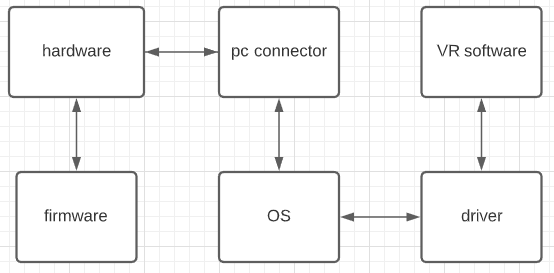 hardware
pc connector
VR software
firmware
OS
driver